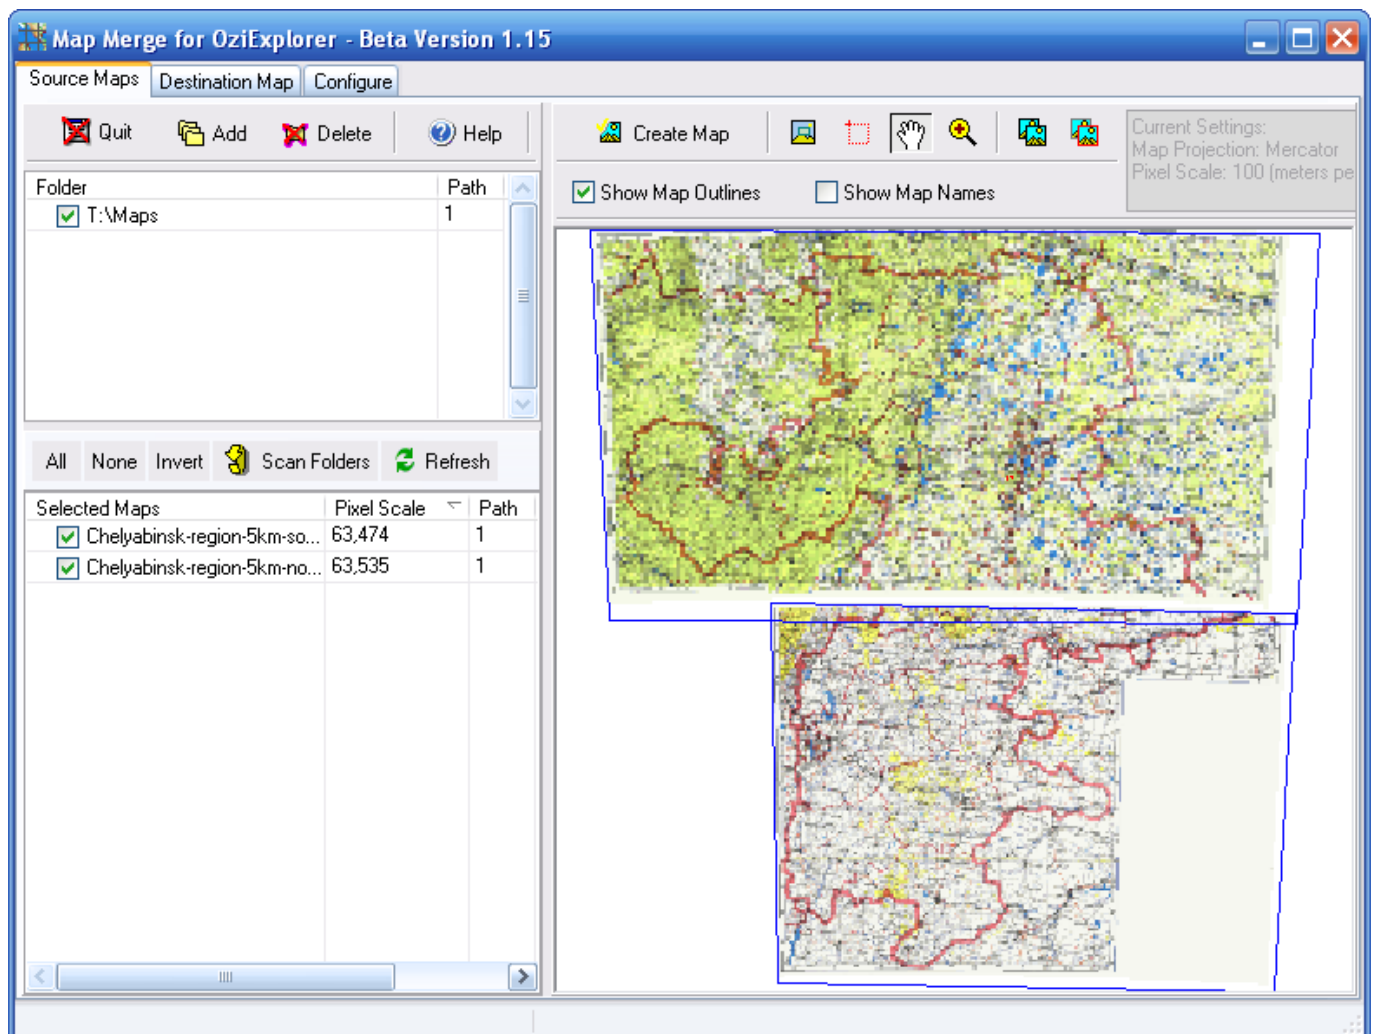 Map Merge for OziExplorer - Beta Version 1.15
Source Maps Destination Map Configure
Quit Add Delete Help
Create Map
Current Settings:
Map Projection: Mercator
Pixel Scale: 100 (meters pe
Show Map Outlines Show Map Names
Folder Path
T:\Maps 1
All None Invert Scan Folders Refresh
Selected Maps Pixel Scale Path
Chelyabinsk-region-5km-so... 63,474 1
Chelyabinsk-region-5km-no... 63,535 1